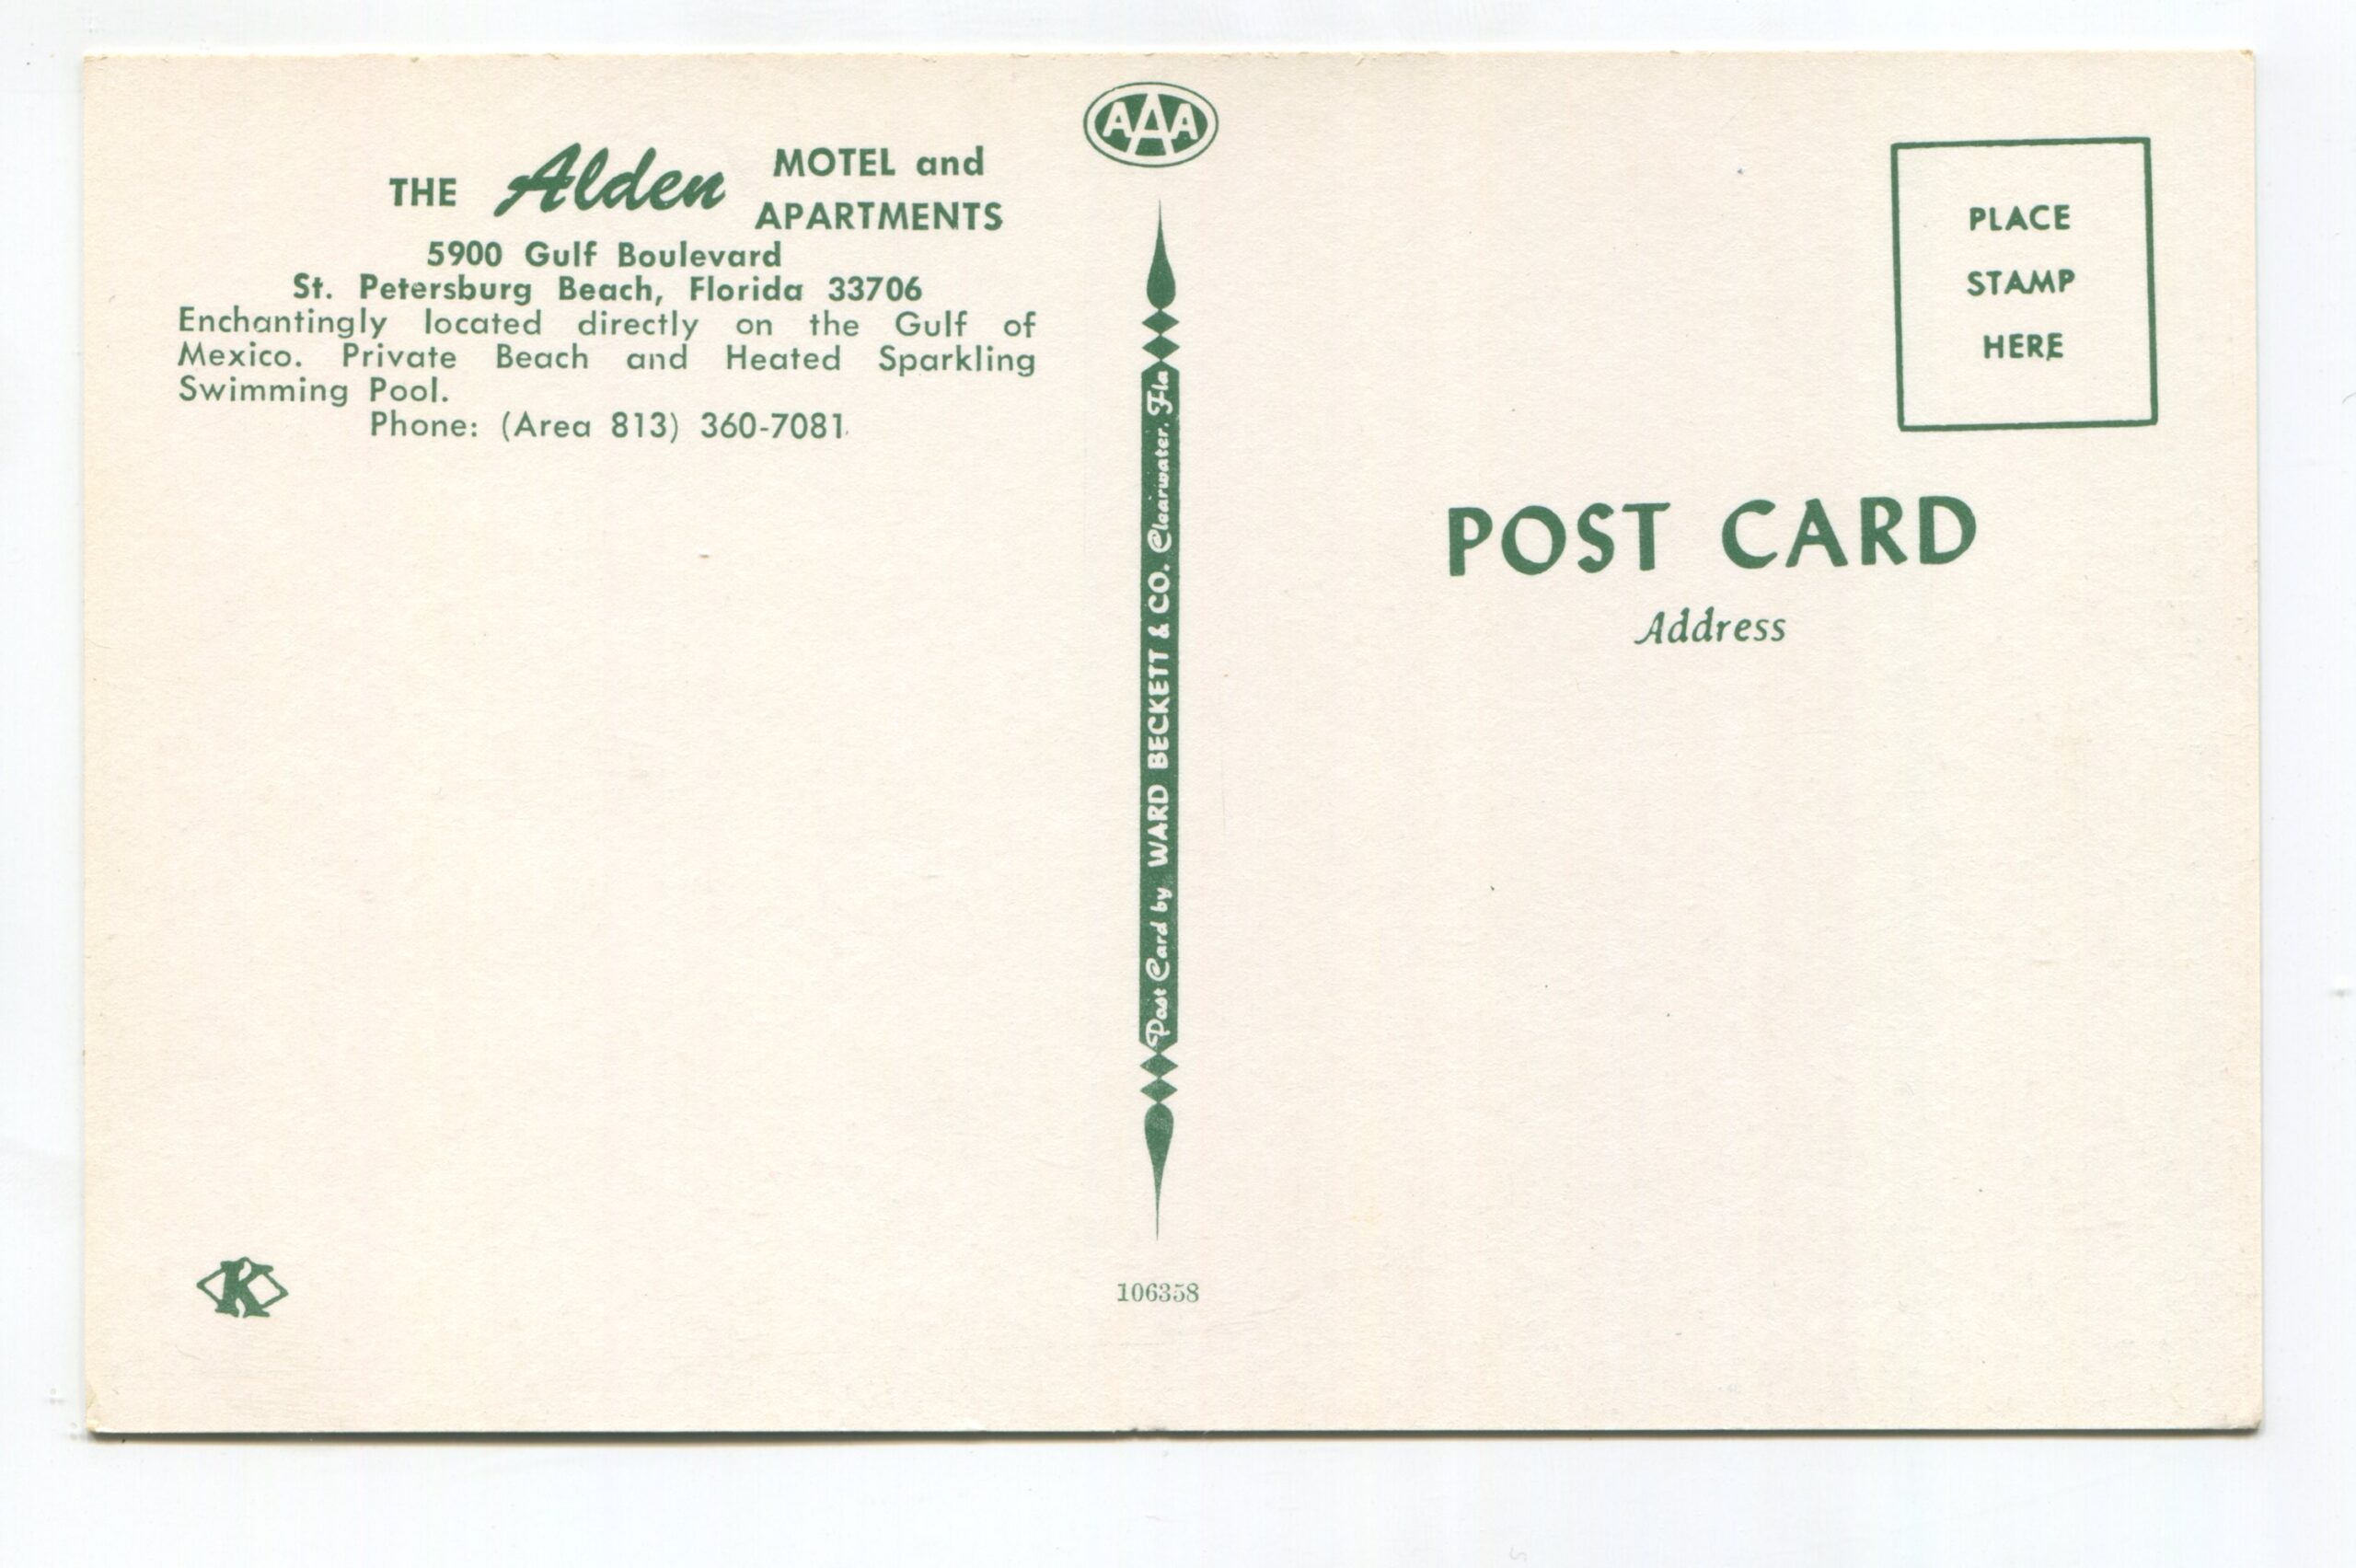 THE Alden MOTEL and APARTMENTS
5900 Gulf Boulevard
St. Petersburg Beach, Florida 33706
Enchantingly located directly on the Gulf of
Mexico. Private Beach and Heated Sparkling
Swimming Pool.
Phone: (Area 813) 360-7081
K
AAA
Post Card by WARD BECKETT & CO. Clearwater, Fla
106358
PLACE
STAMP
HERE
POST CARD
Address